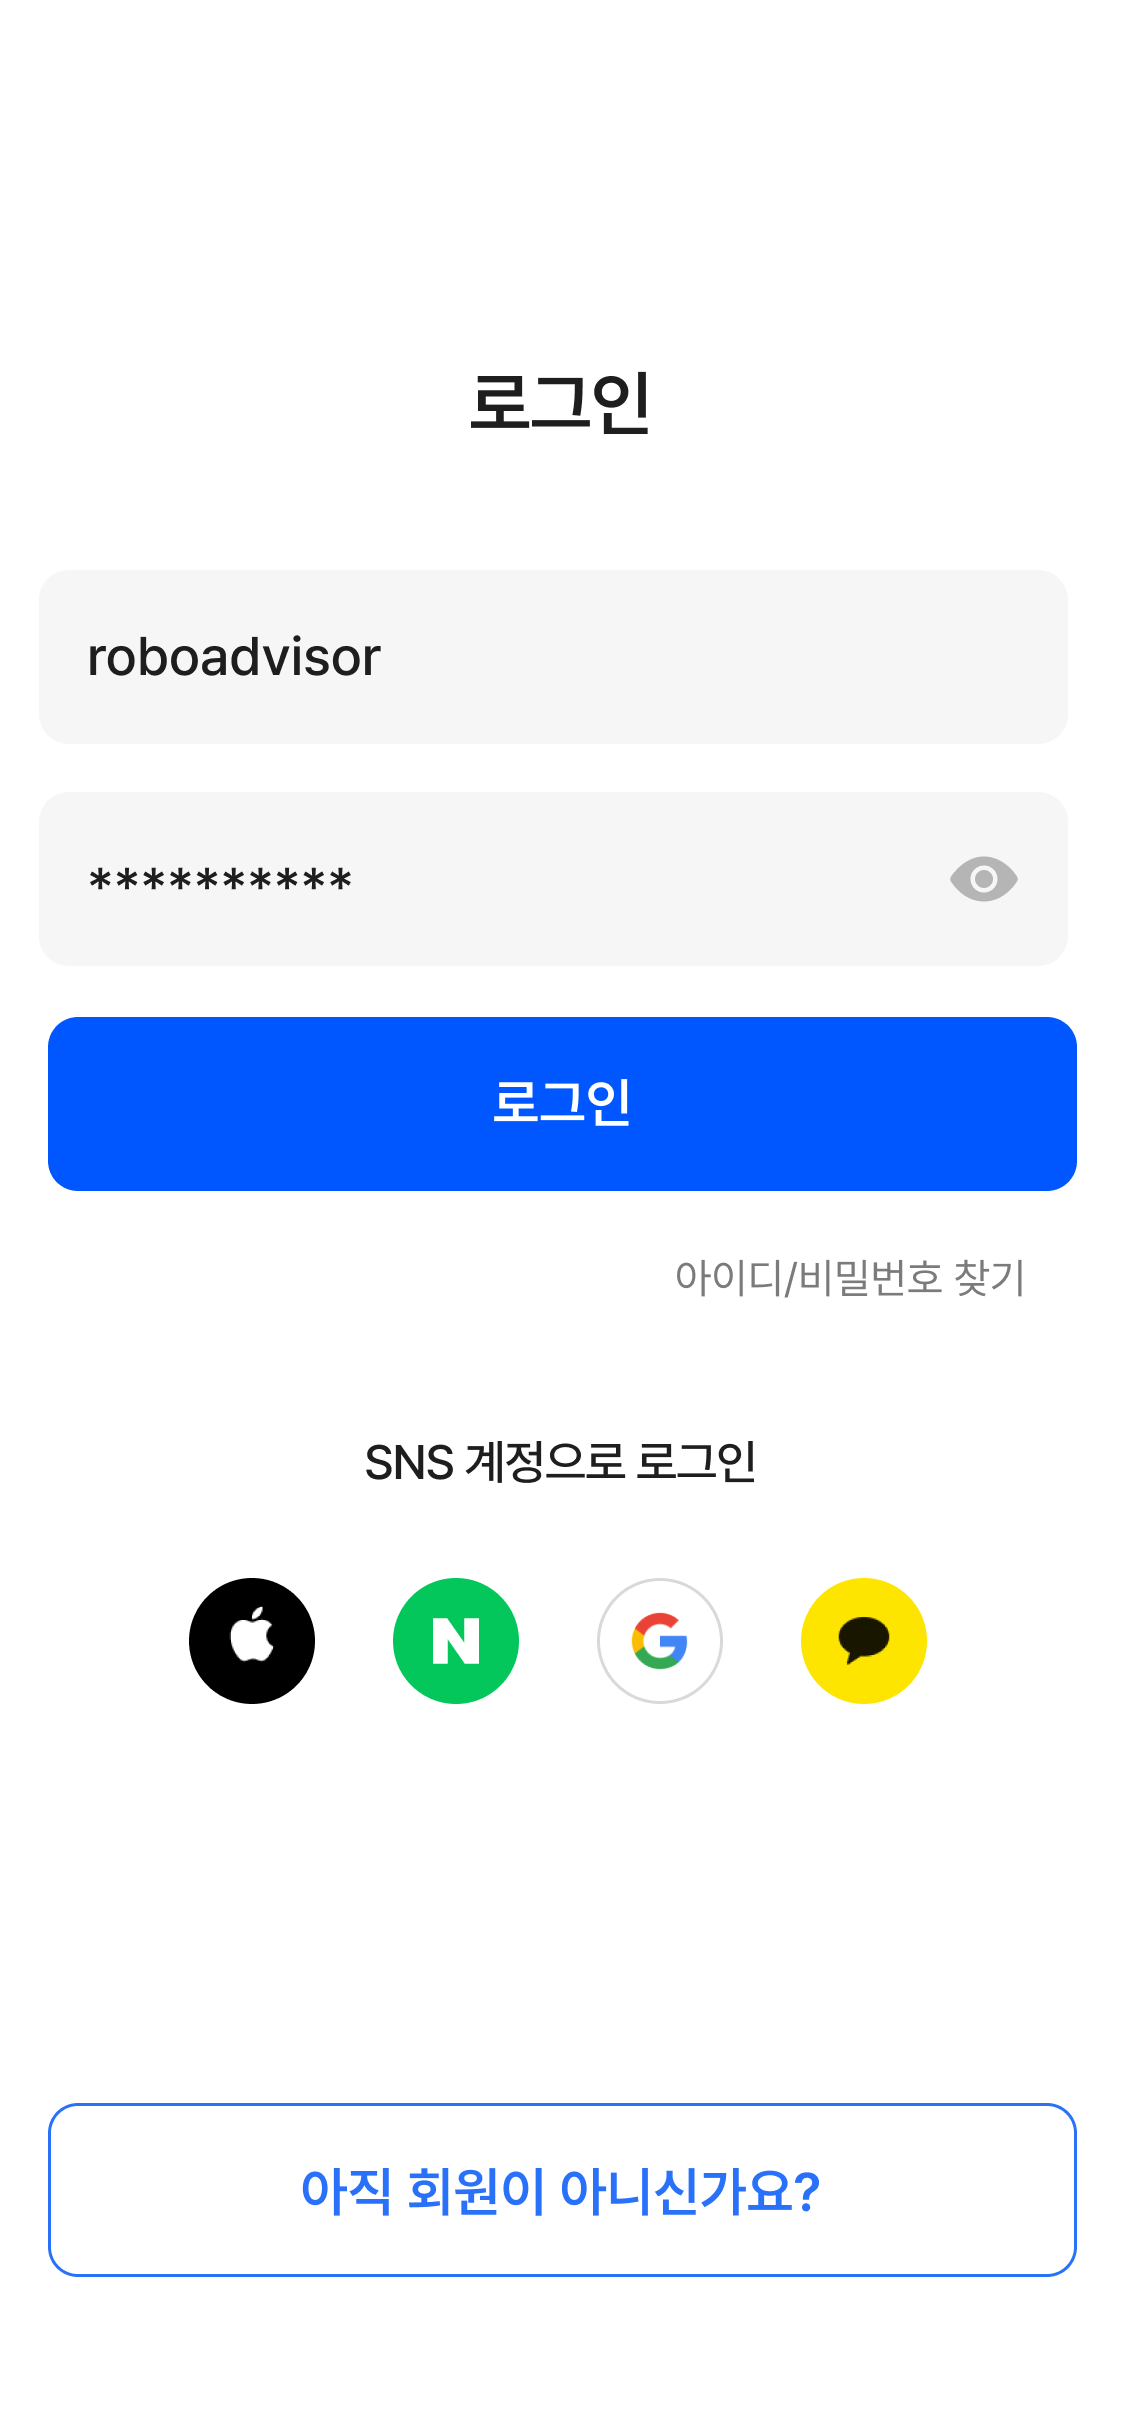 로그인
roboadvisor
**********
로그인
아이디/비밀번호 찾기
SNS 계정으로 로그인
N G
아직 회원이 아니신가요?